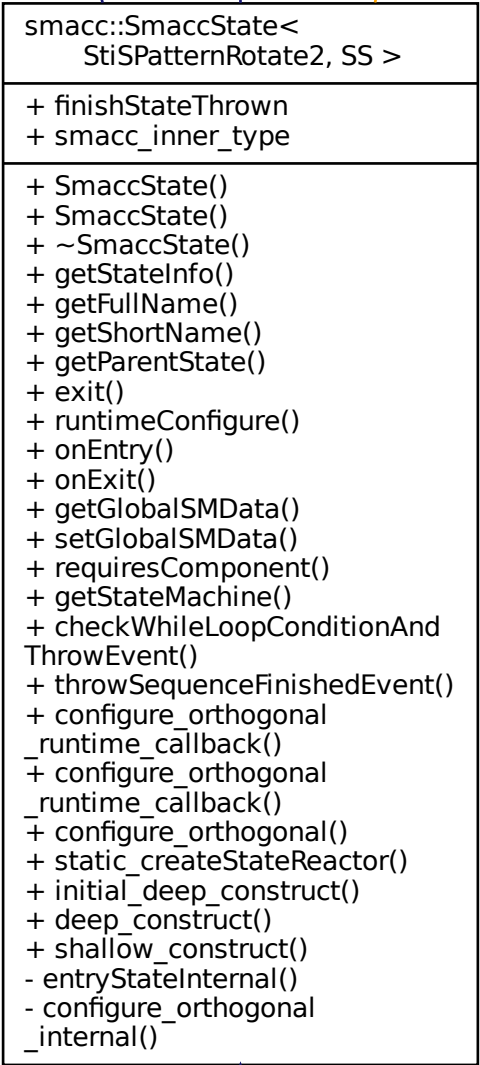 smacc::SmaccState<
StiSPatternRotate2, SS >
+ finishStateThrown
+ smacc_inner_type
+ SmaccState()
+ SmaccState()
+ ~SmaccState()
+ getStateInfo()
+ getFullName()
+ getShortName()
+ getParentState()
+ exit()
+ runtimeConfigure()
+ onEntry()
+ onExit()
+ getGlobalSMData()
+ setGlobalSMData()
+ requiresComponent()
+ getStateMachine()
+ checkWhileLoopConditionAnd
ThrowEvent()
+ throwSequenceFinishedEvent()
+ configure_orthogonal
_runtime_callback()
+ configure_orthogonal
_runtime_callback()
+ configure_orthogonal()
+ static_createStateReactor()
+ initial_deep_construct()
+ deep_construct()
+ shallow_construct()
- entryStateInternal()
- configure_orthogonal
_internal()